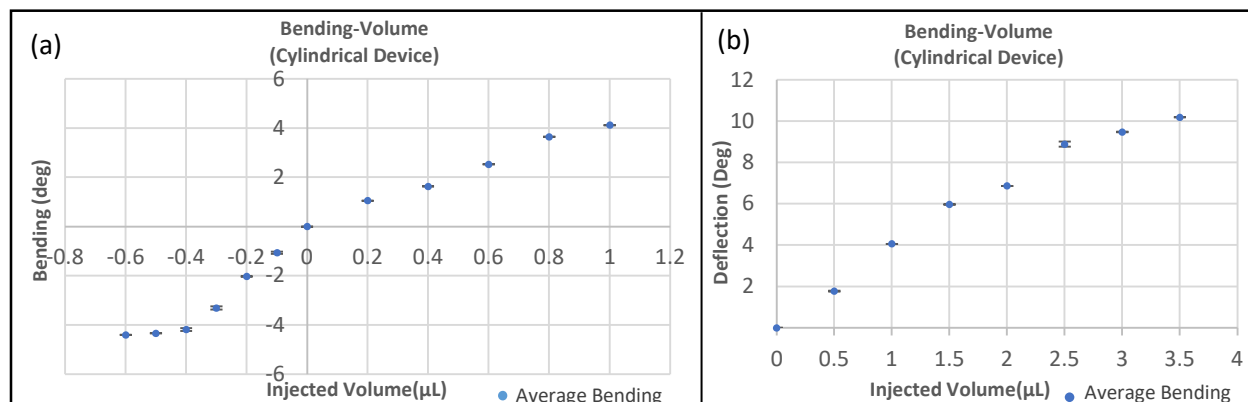 (a)
Bending-Volume
(Cylindrical Device)
6
4
2
-0.8 -0.6 -0.4 -0.2 0 0.2 0.4 0.6 0.8 1 1.2
-2
-4
-6
Bending (deg)
Injected Volume(µL)
Average Bending
(b)
Bending-Volume
(Cylindrical Device)
12
10
8
6
4
2
0 0.5 1 1.5 2 2.5 3 3.5 4
Deflection (Deg)
Injected Volume(µL)
Average Bending